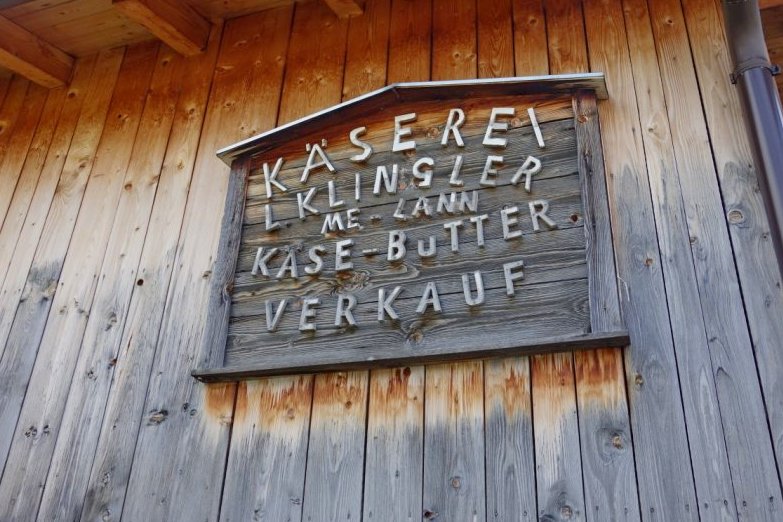 KÄSEREI
L KLINGLER
ME-LANN
KÄSE-BUTTER
VERKAUF